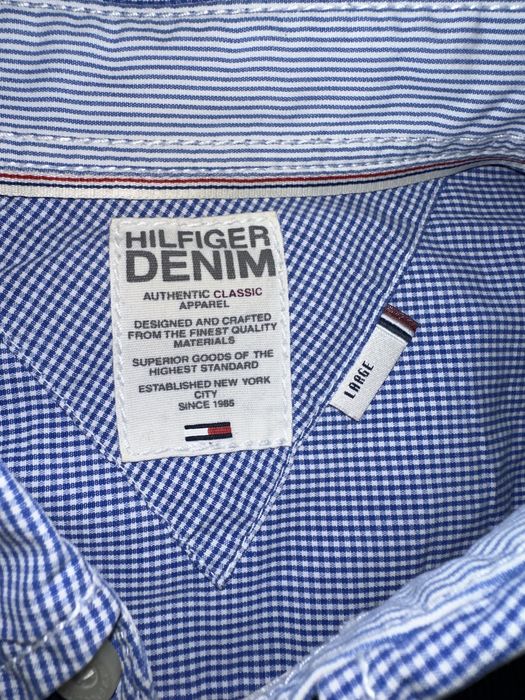 HILFIGER
DENIM
AUTHENTIC CLASSIC
APPAREL
DESIGNED AND CRAFTED
FROM THE FINEST QUALITY
MATERIALS
SUPERIOR GOODS OF THE
HIGHEST STANDARD
ESTABLISHED NEW YORK
CITY
SINCE 1985
LARGE